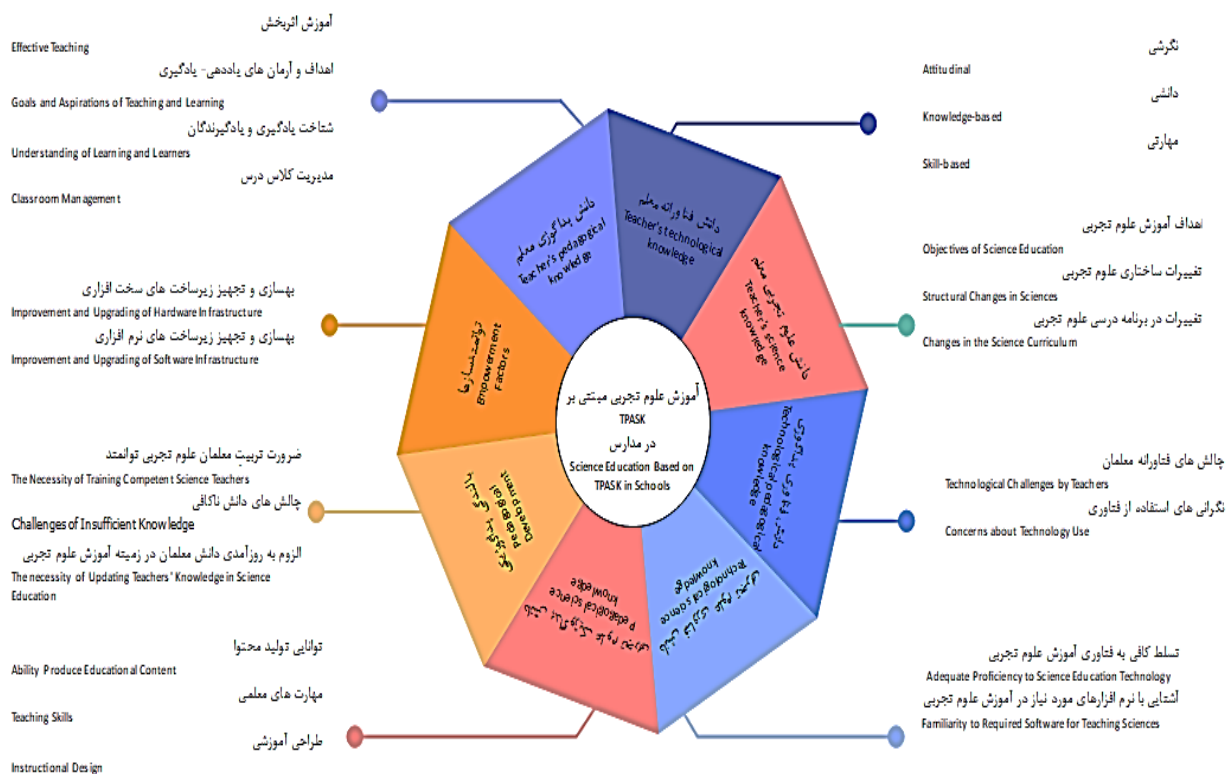 آموزش اثربخش
Effective Teaching
اهداف و آرمان های یاددهی- یادگیری
Goals and Aspirations of Teaching and Learning
شناخت یادگیری و یادگیرندگان
Understanding of Learning and Learners
مدیریت کلاس درس
Classroom Management
بهسازی و تجهیز زیرساخت های سخت افزاری
Improvement and Upgrading of Hardware Infrastructure
بهسازی و تجهیز زیرساخت های نرم افزاری
Improvement and Upgrading of Software Infrastructure
ضرورت تربیتِ معلمان علوم تجربی توانمند
The Necessity of Training Competent Science Teachers
چالش های دانش ناکافی
Challenges of Insufficient Knowledge
الزوم به روزآمدی دانش معلمان در زمینه آموزش علوم تجربی
The necessity of Updating Teachers' Knowledge in Science
Education
توانایی تولید محتوا
Ability Produce Educational Content
مهارت های معلمی
Teaching Skills
طراحی آموزشی
Instructional Design
دانش پداگوژی معلم
Teacher's pedagogical
knowledge
دانش فناورانه معلم
Teacher's technological
knowledge
دانش علوم تجربی معلم
Teacher's science
knowledge
دانش فناوری پداگوژی
Technological pedagogical
knowledge
دانش فناوری علوم تجربی
Technological science
knowledge
دانش پداگوژیک علوم تجربی
Pedagogical science
knowledge
Pedagogical
Development
توانمندسازها
Empowerment
Factors
آموزش علوم تجربی مبتنی بر
TPASK
در مدارس
Science Education Based on
TPASK in Schools
نگرشی
Attitudinal
دانشی
Knowledge-based
مهارتی
Skill-based
اهداف آموزش علوم تجربی
Objectives of Science Education
تغییرات ساختاری علوم تجربی
Structural Changes in Sciences
تغییرات در برنامه درسی علوم تجربی
Changes in the Science Curriculum
چالش های فناورانه معلمان
Technological Challenges by Teachers
نگرانی های استفاده از فناوری
Concerns about Technology Use
تسلط کافی به فناوری آموزش علوم تجربی
Adequate Proficiency to Science Education Technology
آشنایی با نرم افزارهای مورد نیاز در آموزش علوم تجربی
Familiarity to Required Software for Teaching Sciences